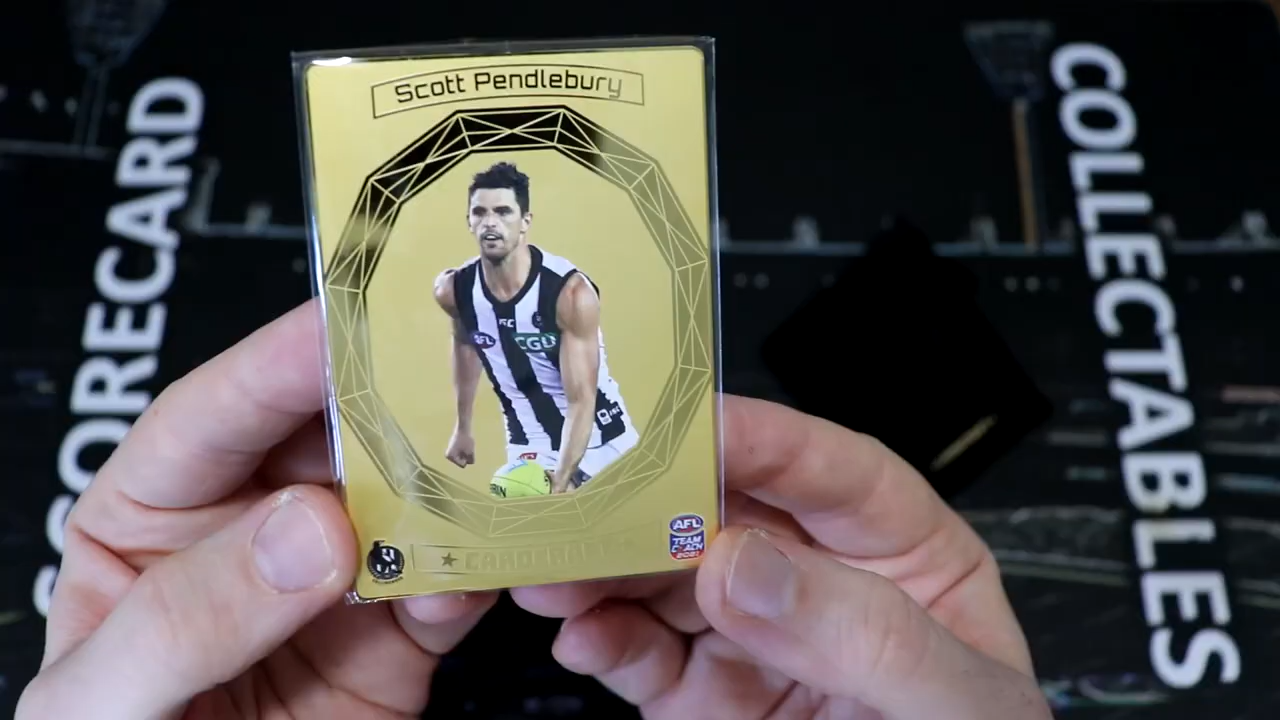 Scott Pendlebury
SCORECARD
COLLECTABLES
AFL
CGU
AFL
TEAM
COACH
2021